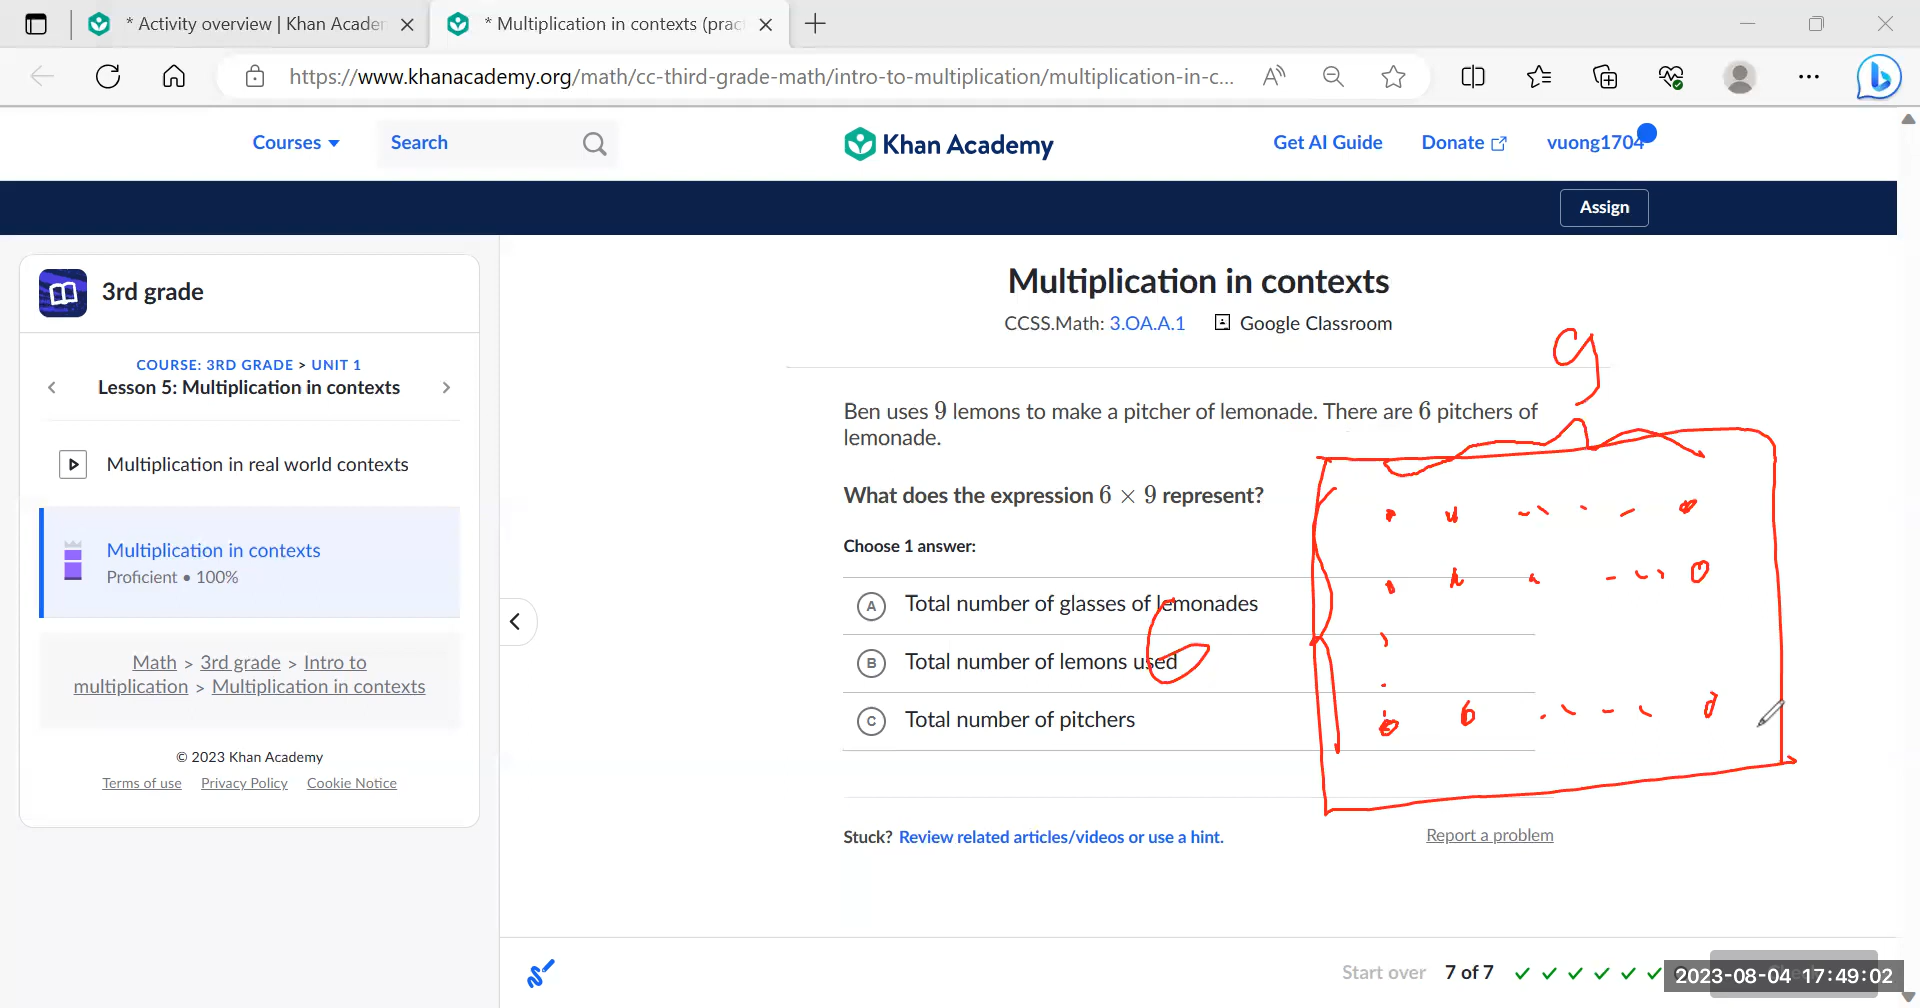 * Activity overview | Khan Acader
* Multiplication in contexts (prac
https://www.khanacademy.org/math/cc-third-grade-math/intro-to-multiplication/multiplication-in-c...
Courses
Search
Khan Academy
Get AI Guide
Donate
vuong1704
Assign
3rd grade
COURSE: 3RD GRADE > UNIT 1
Lesson 5: Multiplication in contexts
Multiplication in real world contexts
Multiplication in contexts
Proficient • 100%
Math > 3rd grade > Intro to
multiplication > Multiplication in contexts
© 2023 Khan Academy
Terms of use Privacy Policy Cookie Notice
Multiplication in contexts
CCSS.Math: 3.OA.A.1 Google Classroom
9
Ben uses 9 lemons to make a pitcher of lemonade. There are 6 pitchers of
lemonade.
What does the expression 6 × 9 represent?
Choose 1 answer:
A Total number of glasses of lemonades
6
B Total number of lemons used
C Total number of pitchers
Stuck? Review related articles/videos or use a hint.
Report a problem
Start over 7 of 7
2023-08-04 17:49:02